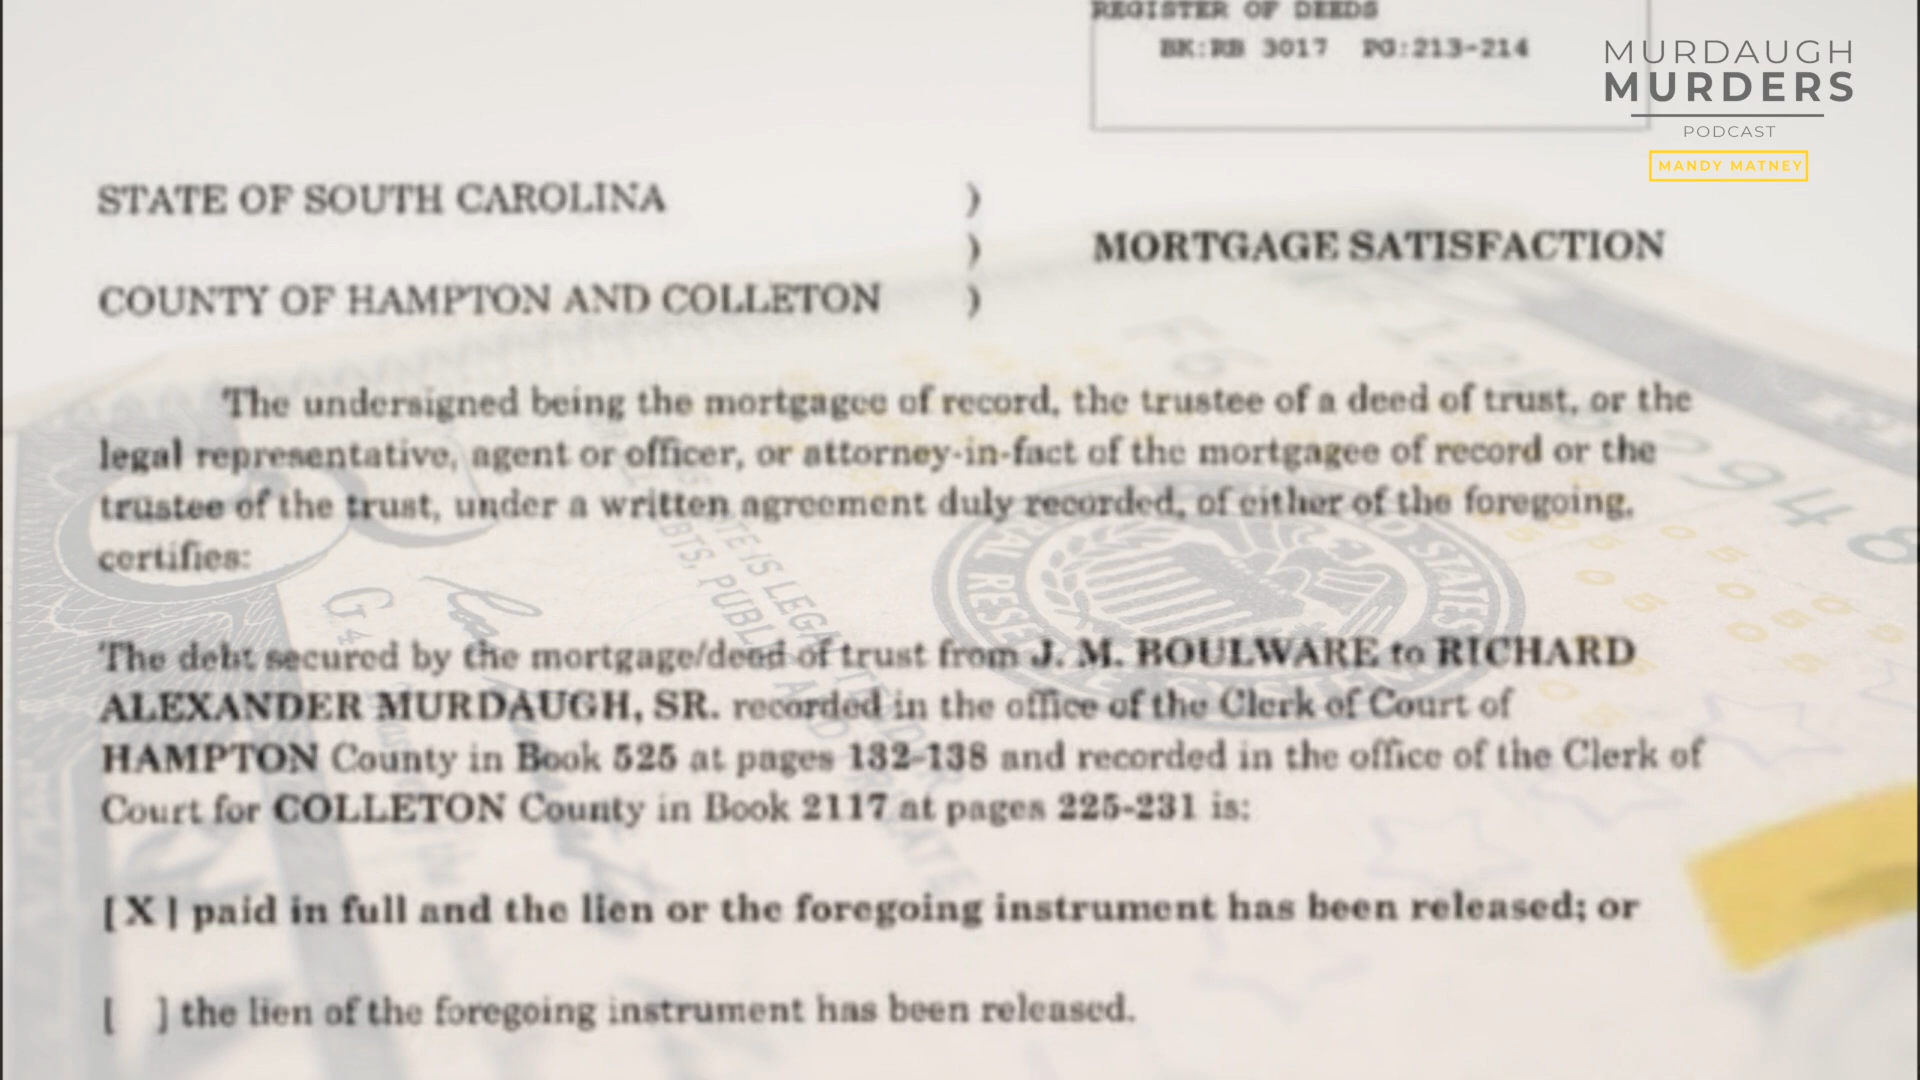 REGISTER OF DEEDS
BK:RB 3017 PG:213-214
MURDAUGH
MURDERS
PODCAST
MANDY MATNEY
STATE OF SOUTH CAROLINA )
) MORTGAGE SATISFACTION
COUNTY OF HAMPTON AND COLLETON )
The undersigned being the mortgagee of record, the trustee of a deed of trust, or the
legal representative, agent or officer, or attorney-in-fact of the mortgagee of record or the
trustee of the trust, under a written agreement duly recorded, of either of the foregoing,
certifies:
The debt secured by the mortgage/deed of trust from J. M. BOULWARE to RICHARD
ALEXANDER MURDAUGH, SR. recorded in the office of the Clerk of Court of
HAMPTON County in Book 525 at pages 132-138 and recorded in the office of the Clerk of
Court for COLLETON County in Book 2117 at pages 225-231 is:
[ X ] paid in full and the lien or the foregoing instrument has been released; or
[ ] the lien of the foregoing instrument has been released.